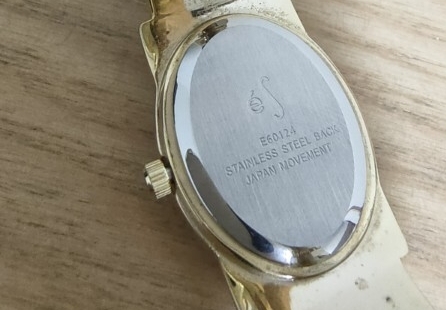 E60124
STAINLESS STEEL BACK
JAPAN MOVEMENT